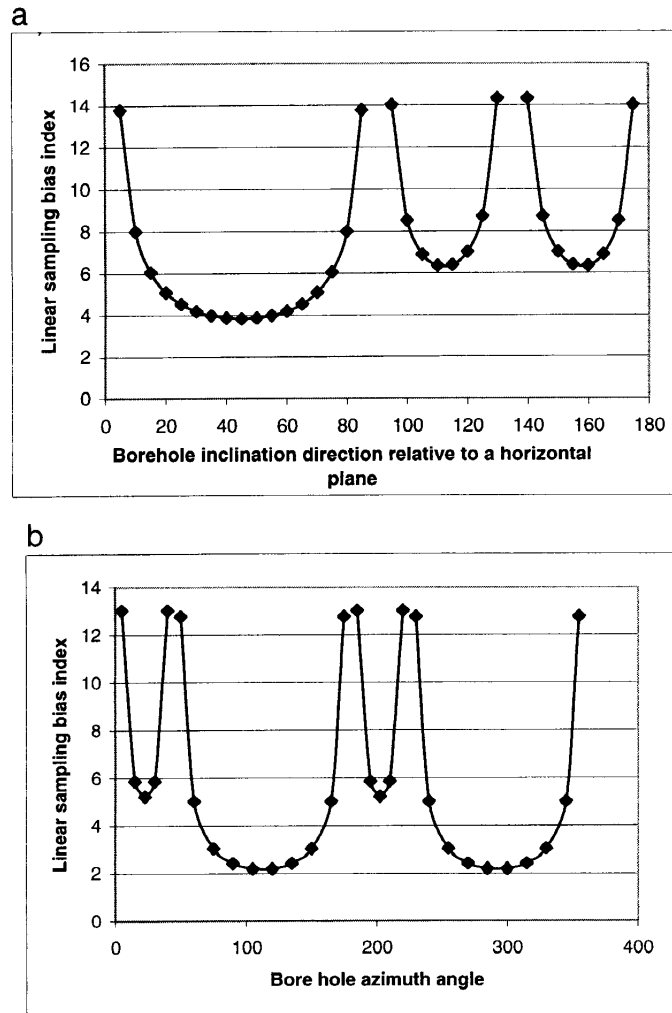 a
Linear sampling bias index
16
14
12
10
8
6
4
2
0
0 20 40 60 80 100 120 140 160 180
Borehole inclination direction relative to a horizontal
plane
b
Linear sampling bias index
14
12
10
8
6
4
2
0
0 100 200 300 400
Bore hole azimuth angle